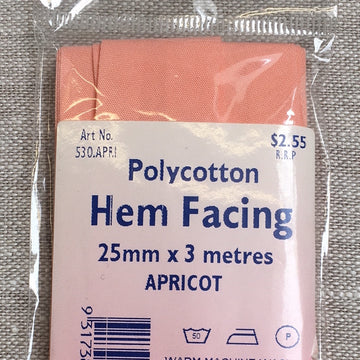 Art No. $2.55
530.APRI R.R.P
Polycotton
Hem Facing
25mm x 3 metres
APRICOT
50 P